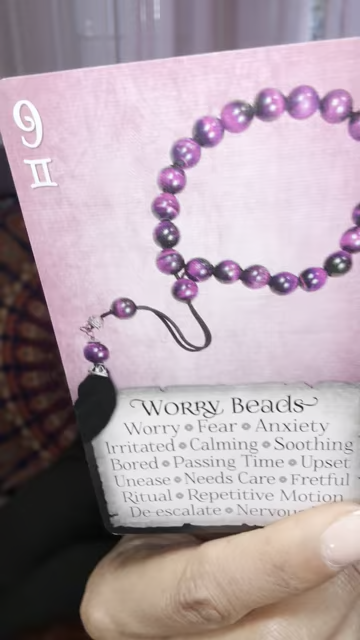 9
♊
Worry Beads
Worry • Fear • Anxiety
Irritated • Calming • Soothing
Bored • Passing Time • Upset
Unease • Needs Care • Fretful
Ritual • Repetitive Motion
De-escalate •